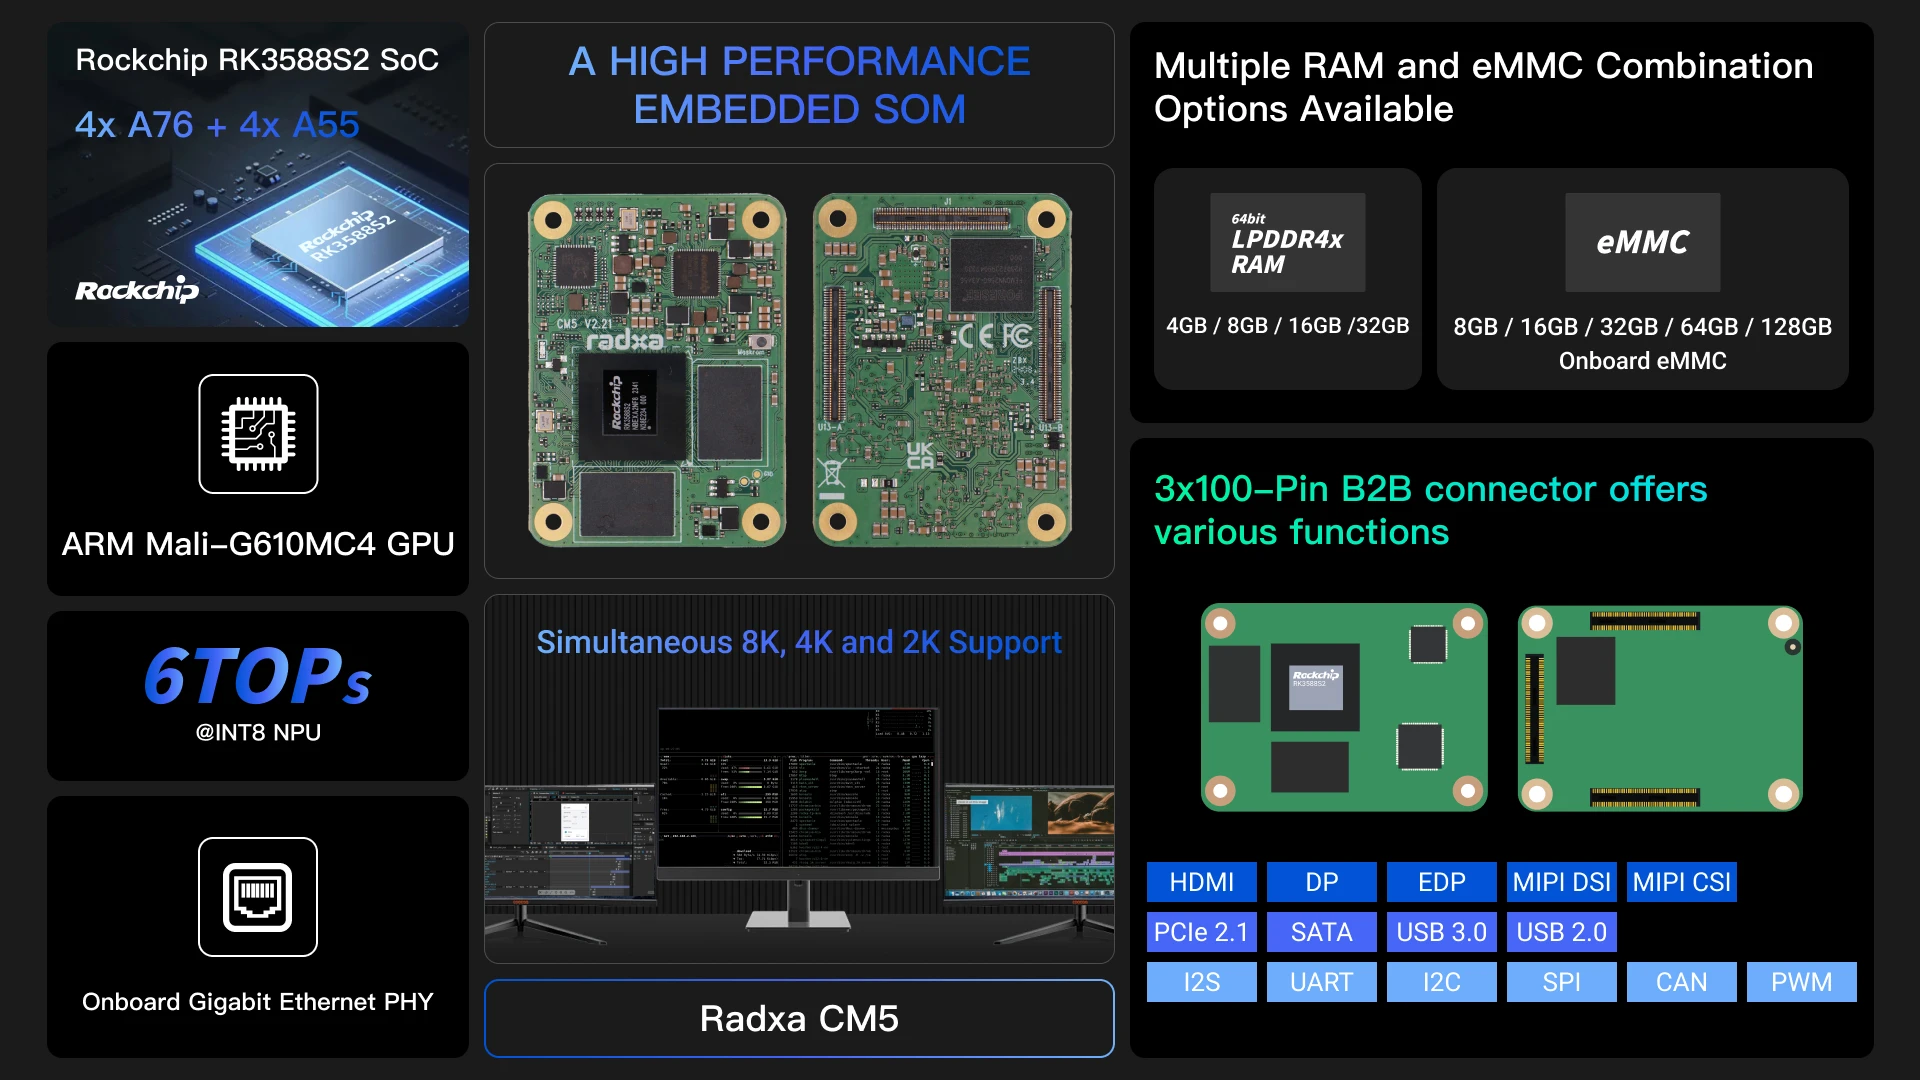 Rockchip RK3588S2 SoC
4x A76 + 4x A55
Rockchip
RK3588S2
Rockchip
ARM Mali-G610MC4 GPU
6TOPs
@INT8 NPU
Onboard Gigabit Ethernet PHY
A HIGH PERFORMANCE
EMBEDDED SOM
CM5 V2.21
radxa
Maskrom
Rockchip
RK3588S2
J1
CE FC
U13-A
U13-B
UK
CA
Simultaneous 8K, 4K and 2K Support
Radxa CM5
Multiple RAM and eMMC Combination
Options Available
64bit
LPDDR4x
RAM
4GB / 8GB / 16GB /32GB
eMMC
8GB / 16GB / 32GB / 64GB / 128GB
Onboard eMMC
3x100-Pin B2B connector offers
various functions
Rockchip
RK3588S2
HDMI
DP
EDP
MIPI DSI
MIPI CSI
PCIe 2.1
SATA
USB 3.0
USB 2.0
I2S
UART
I2C
SPI
CAN
PWM